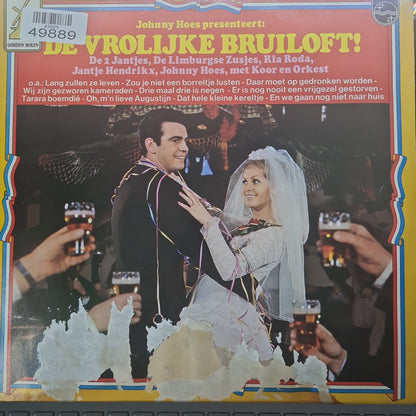 49889
GOUDEN MOLEN
Johnny Hoes presenteert:
DE VROLIJKE BRUILOFT!
De 2 Jantjes, De Limburgse Zusjes, Ria Roda,
Jantje Hendrikx, Johnny Hoes, met Koor en Orkest
o.a.: Lang zullen ze leven - Zou je niet een borreltje lusten - Daar moet op gedronken worden -
Wij zijn gezworen kameraden - Drie maal drie is negen - Er is nog nooit een vrijgezel gestorven -
Tarara boemdie - Oh, m'n lieve Augustijn - Dat hele kleine kereltje - En we gaan nog niet naar huis